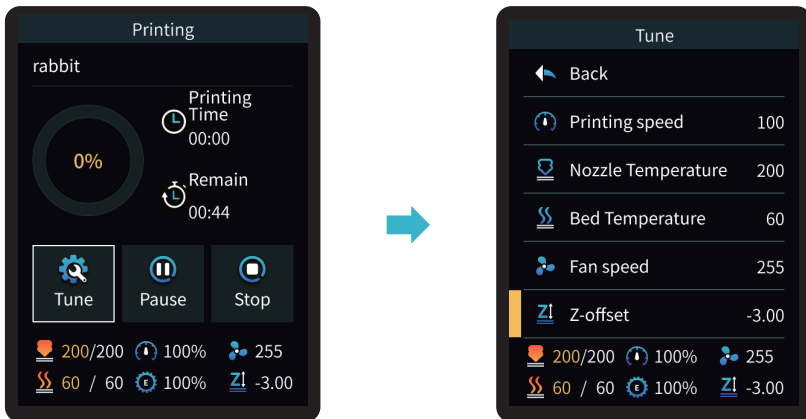 Printing
rabbit
Printing
Time
00:00
0%
Remain
00:44
Tune Pause Stop
200/200 100% 255
60 / 60 E 100% Z -3.00
Tune
Back
Printing speed 100
Nozzle Temperature 200
Bed Temperature 60
Fan speed 255
Z Z-offset -3.00
200/200 100% 255
60 / 60 E 100% Z -3.00